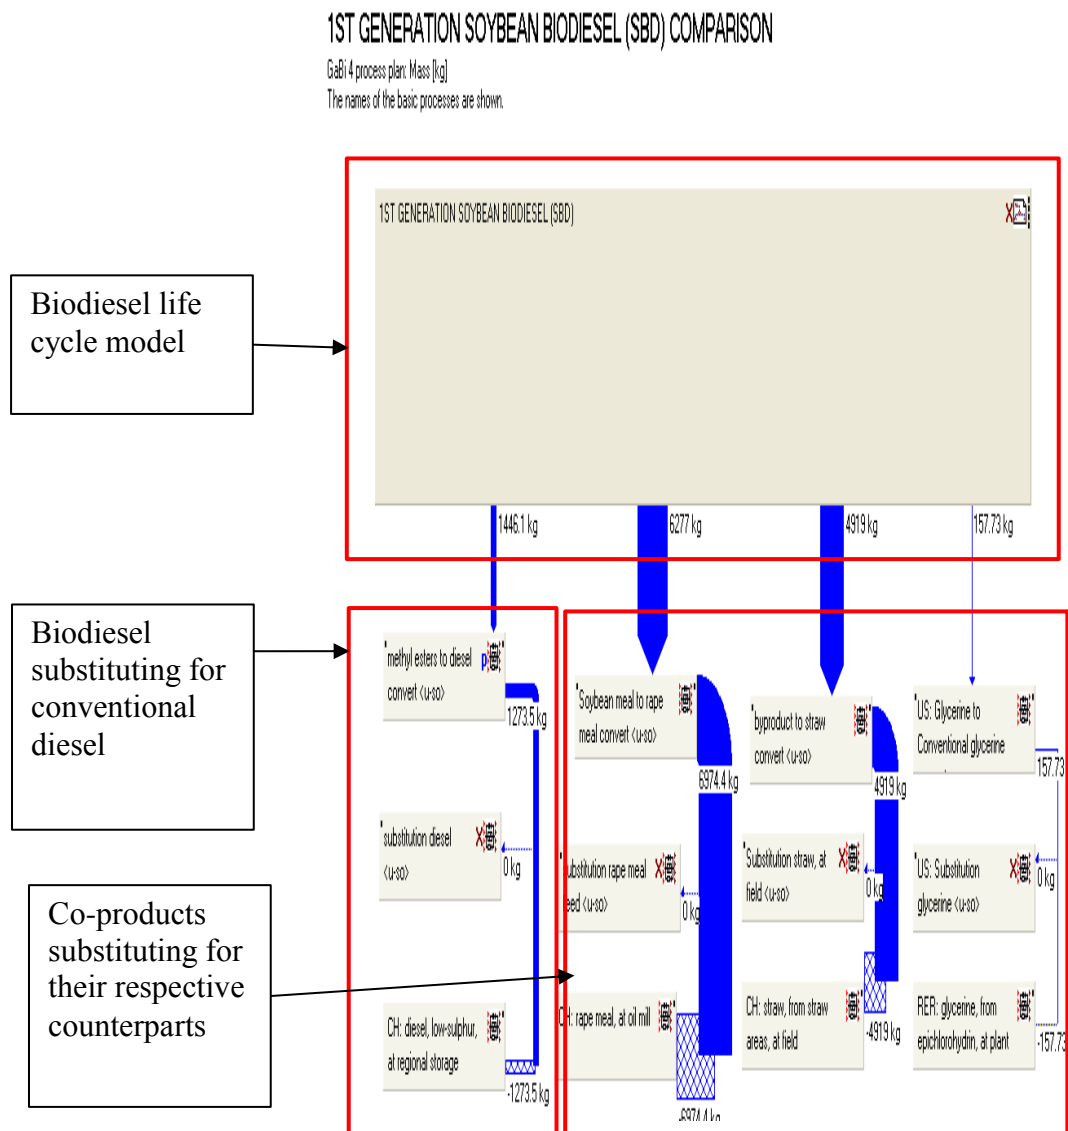 1ST GENERATION SOYBEAN BIODIESEL (SBD) COMPARISON
GaBi 4 process plan: Mass [kg]
The names of the basic processes are shown.
1ST GENERATION SOYBEAN BIODIESEL (SBD)
Biodiesel life
cycle model
1446.1 kg
6277 kg
4919 kg
157.73 kg
Biodiesel
substituting for
conventional
diesel
methyl esters to diesel
convert <u-so>
p
1273.5 kg
Soybean meal to rape
meal convert <u-so>
6974.4 kg
byproduct to straw
convert <u-so>
4919 kg
US: Glycerine to
Conventional glycerine
157.73
substitution diesel
<u-so>
0 kg
substitution rape meal
feed <u-so>
0 kg
Substitution straw, at
field <u-so>
0 kg
US: Substitution
glycerine <u-so>
0 kg
Co-products
substituting for
their respective
counterparts
CH: diesel, low-sulphur,
at regional storage
-1273.5 kg
CH: rape meal, at oil mill
-6974.4 kg
CH: straw, from straw
areas, at field
-4919 kg
RER: glycerine, from
epichlorohydrin, at plant
-157.73